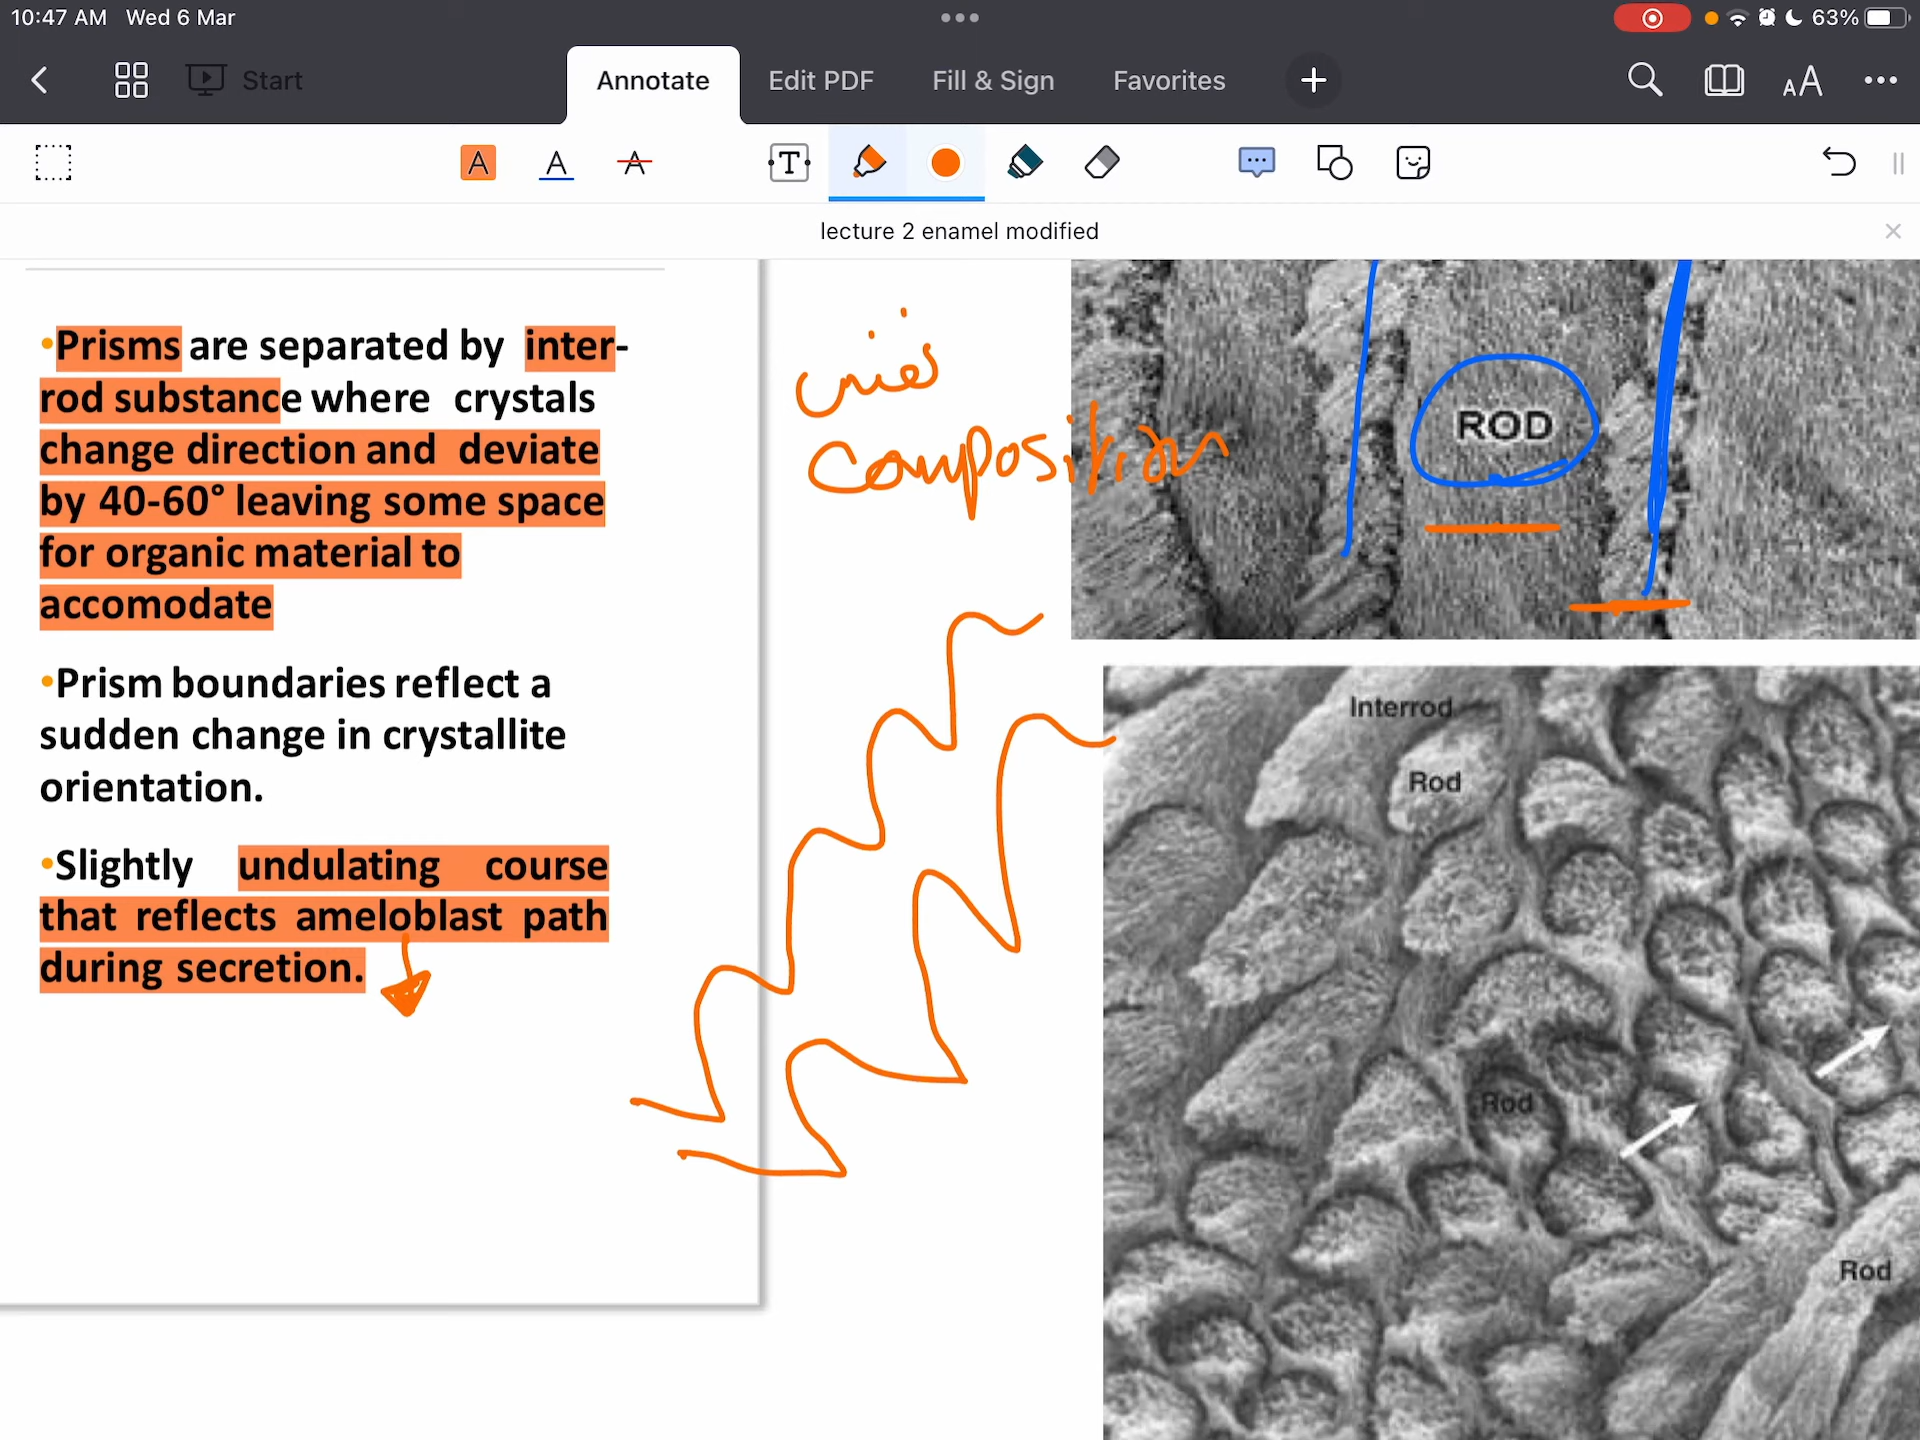 10:47 AM Wed 6 Mar
63%
Start
Annotate
Edit PDF
Fill & Sign
Favorites
AA
A A A T
lecture 2 enamel modified
•Prisms are separated by inter-
rod substance where crystals
change direction and deviate
by 40-60° leaving some space
for organic material to
accomodate
•Prism boundaries reflect a
sudden change in crystallite
orientation.
•Slightly undulating course
that reflects ameloblast path
during secretion.
composition
ROD
Interrod
Rod
Rod
Rod